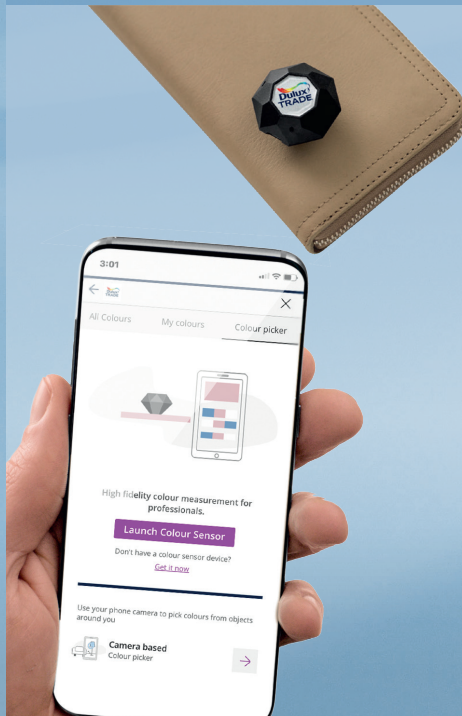 Dulux
TRADE
3:01
Dulux
TRADE
All Colours My colours Colour picker
High fidelity colour measurement for
professionals.
Launch Colour Sensor
Don't have a colour sensor device?
Get it now
Use your phone camera to pick colours from objects
around you
Camera based
Colour picker